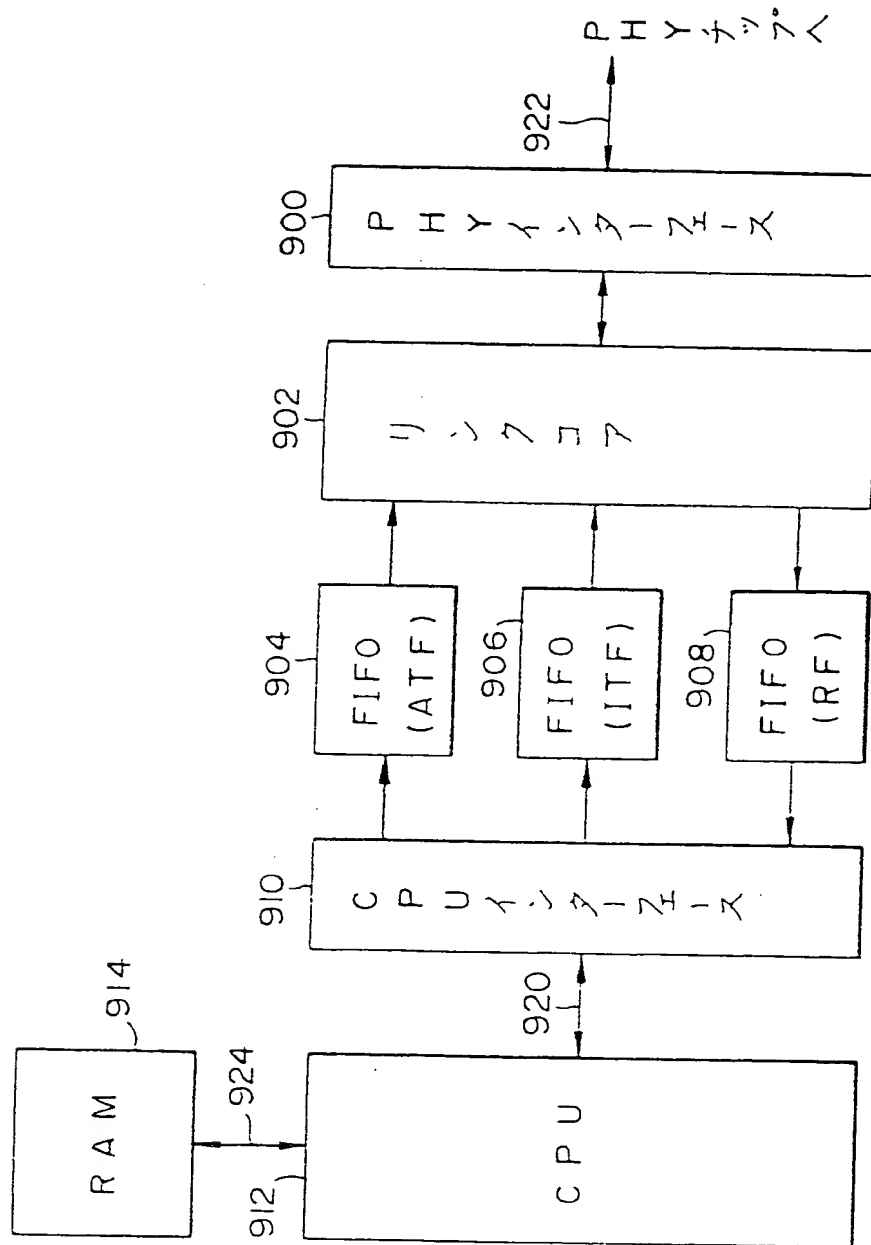 RAM
914
924
912
CPU
920
910
CPUインターフェース
904
FIFO
(ATF)
906
FIFO
(ITF)
908
FIFO
(RF)
902
リンクコア
900
PHYインターフェース
922
PHYチップへ